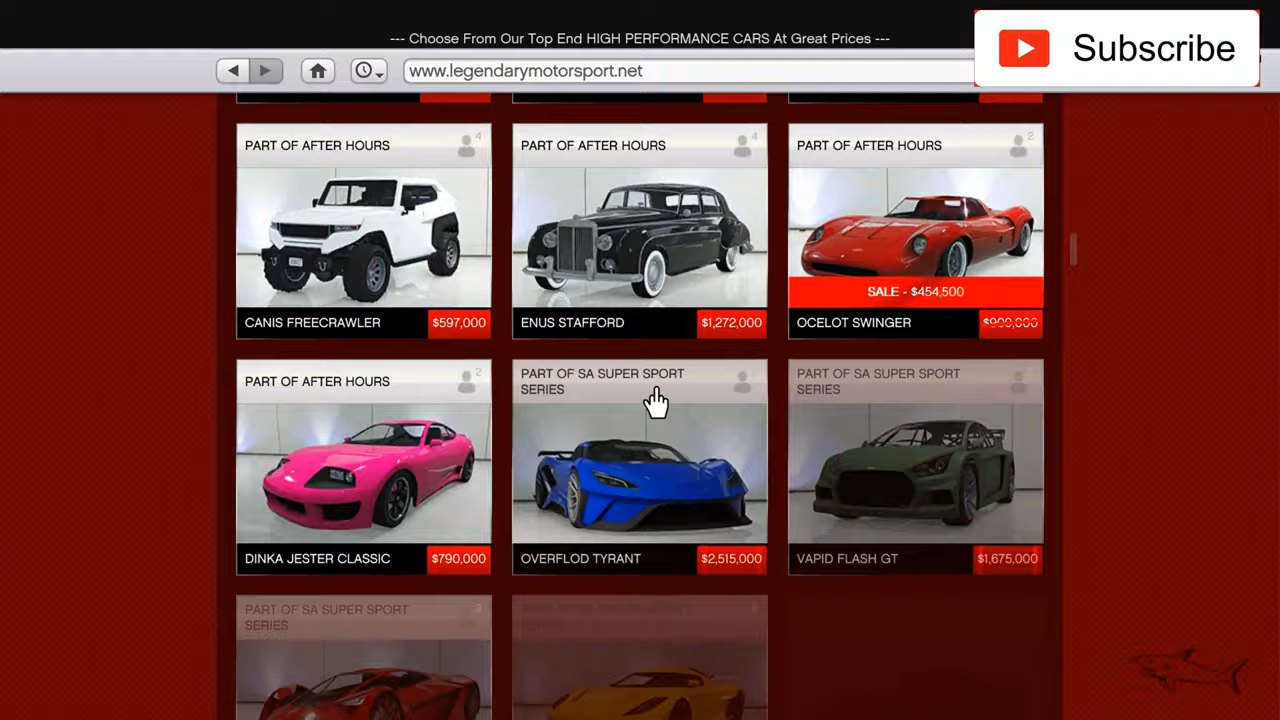 --- Choose From Our Top End HIGH PERFORMANCE CARS At Great Prices ---
Subscribe
www.legendarymotorsport.net
PART OF AFTER HOURS
4
PART OF AFTER HOURS
4
PART OF AFTER HOURS
2
SALE - $454,500
CANIS FREECRAWLER
$597,000
ENUS STAFFORD
$1,272,000
OCELOT SWINGER
$909,000
PART OF AFTER HOURS
2
PART OF SA SUPER SPORT
SERIES
PART OF SA SUPER SPORT
SERIES
DINKA JESTER CLASSIC
$790,000
OVERFLOD TYRANT
$2,515,000
VAPID FLASH GT
$1,675,000
PART OF SA SUPER SPORT
SERIES